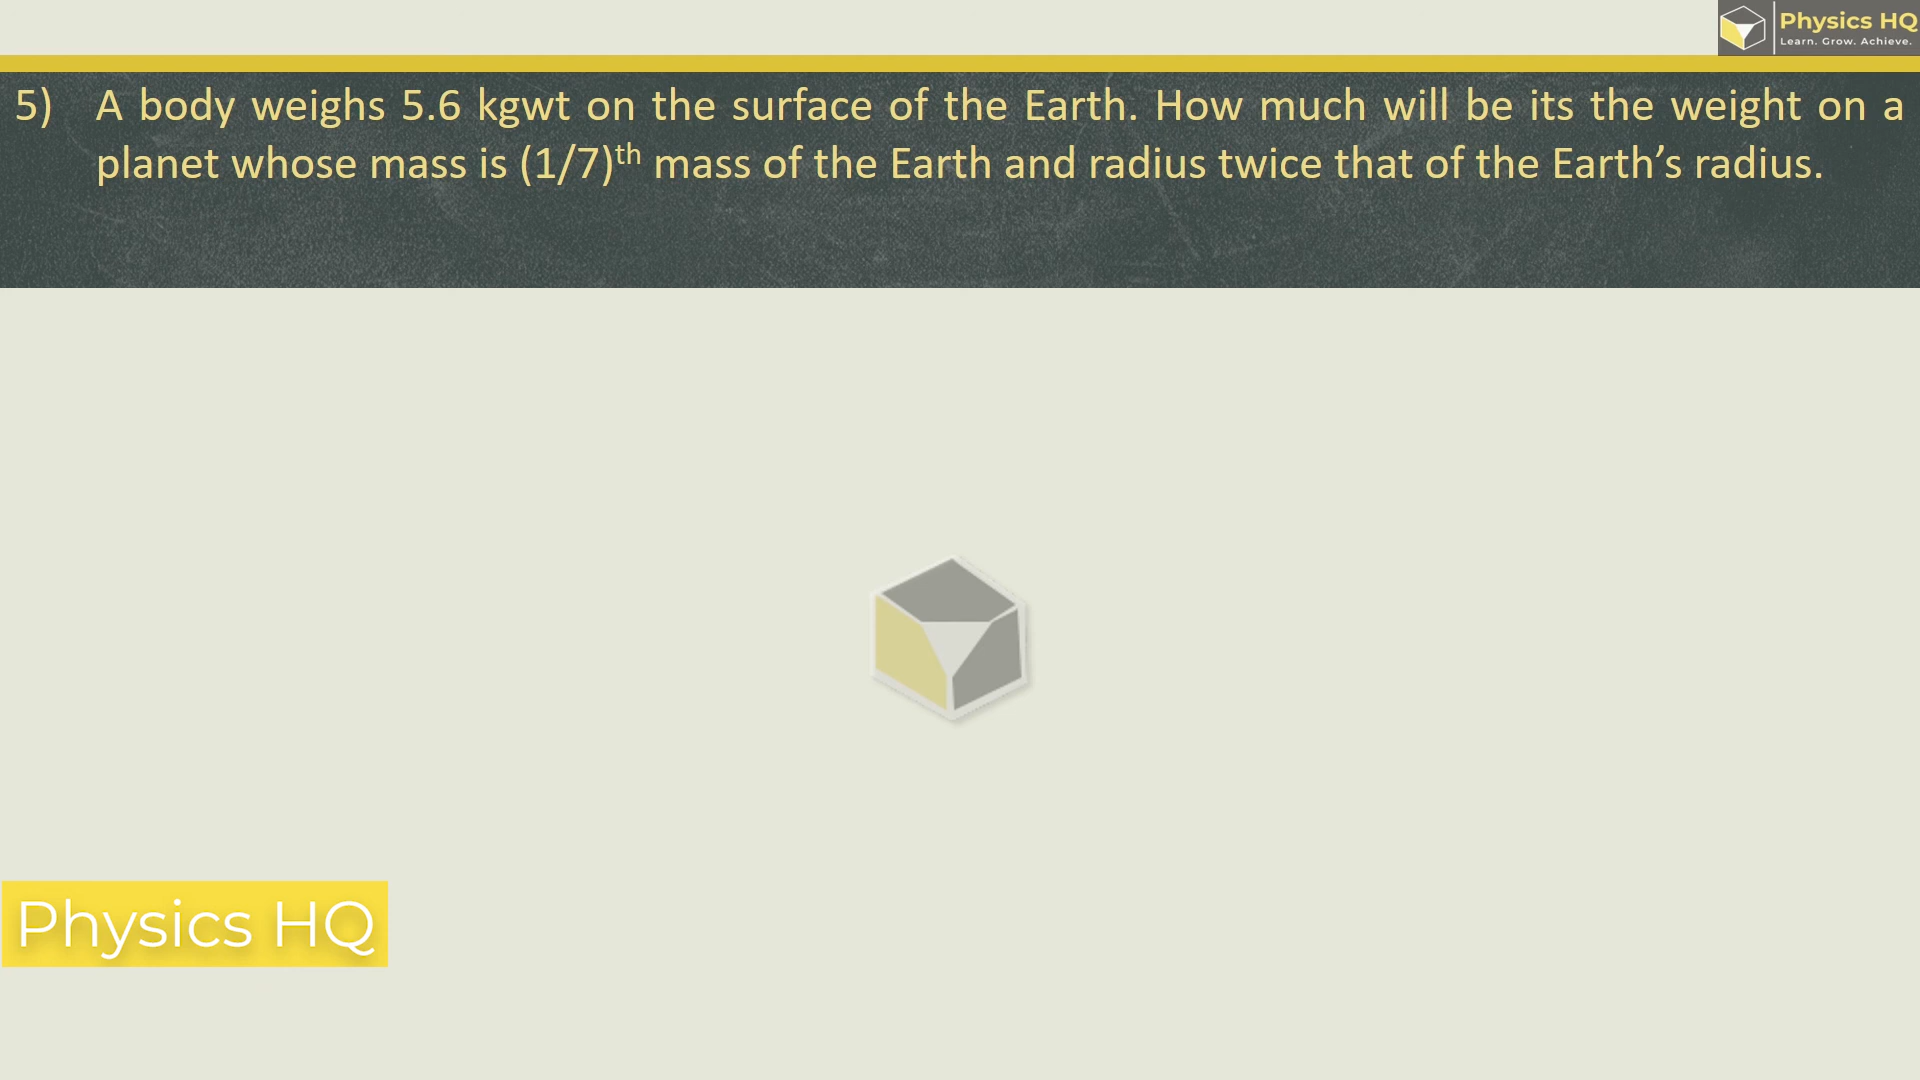 Physics HQ
Learn. Grow. Achieve.
5) A body weighs 5.6 kgwt on the surface of the Earth. How much will be its the weight on a
planet whose mass is (1/7)th mass of the Earth and radius twice that of the Earth’s radius.
Physics HQ